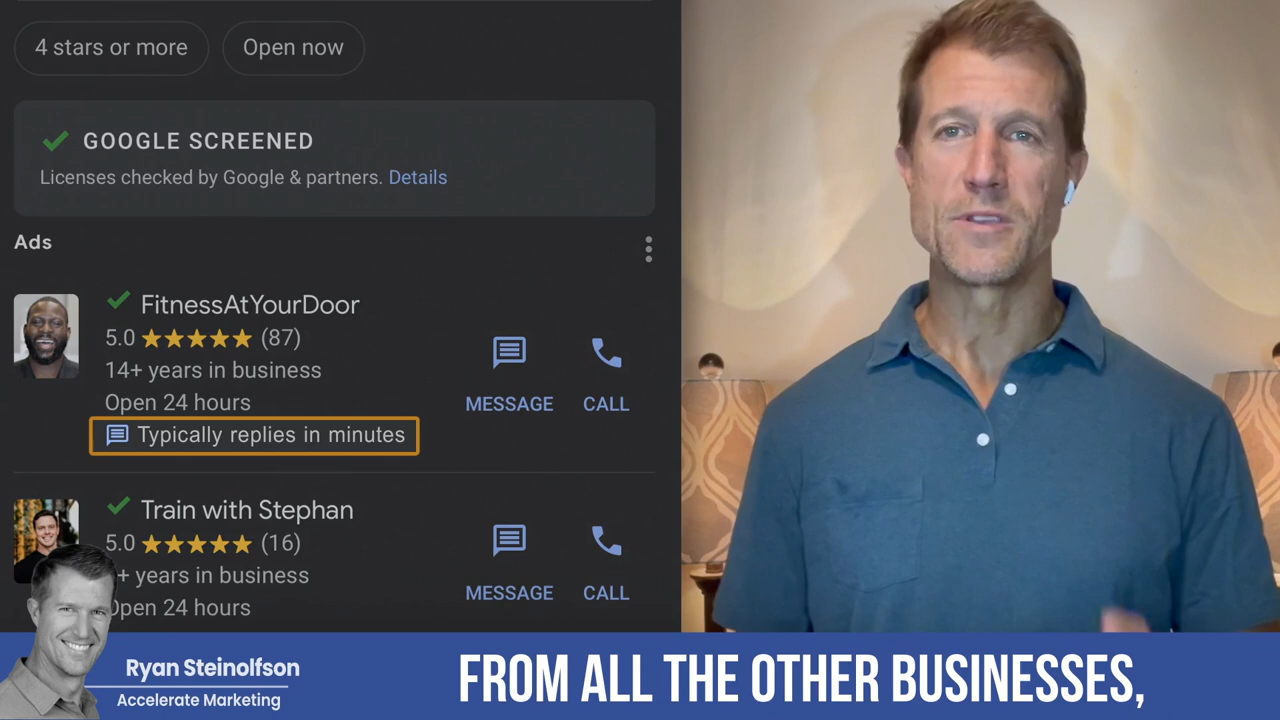 4 stars or more
Open now
GOOGLE SCREENED
Licenses checked by Google & partners. Details
Ads
FitnessAtYourDoor
5.0 (87)
14+ years in business
Open 24 hours
Typically replies in minutes
MESSAGE
CALL
Train with Stephan
5.0 (16)
+ years in business
Open 24 hours
MESSAGE
CALL
Ryan Steinolfson
Accelerate Marketing
FROM ALL THE OTHER BUSINESSES,